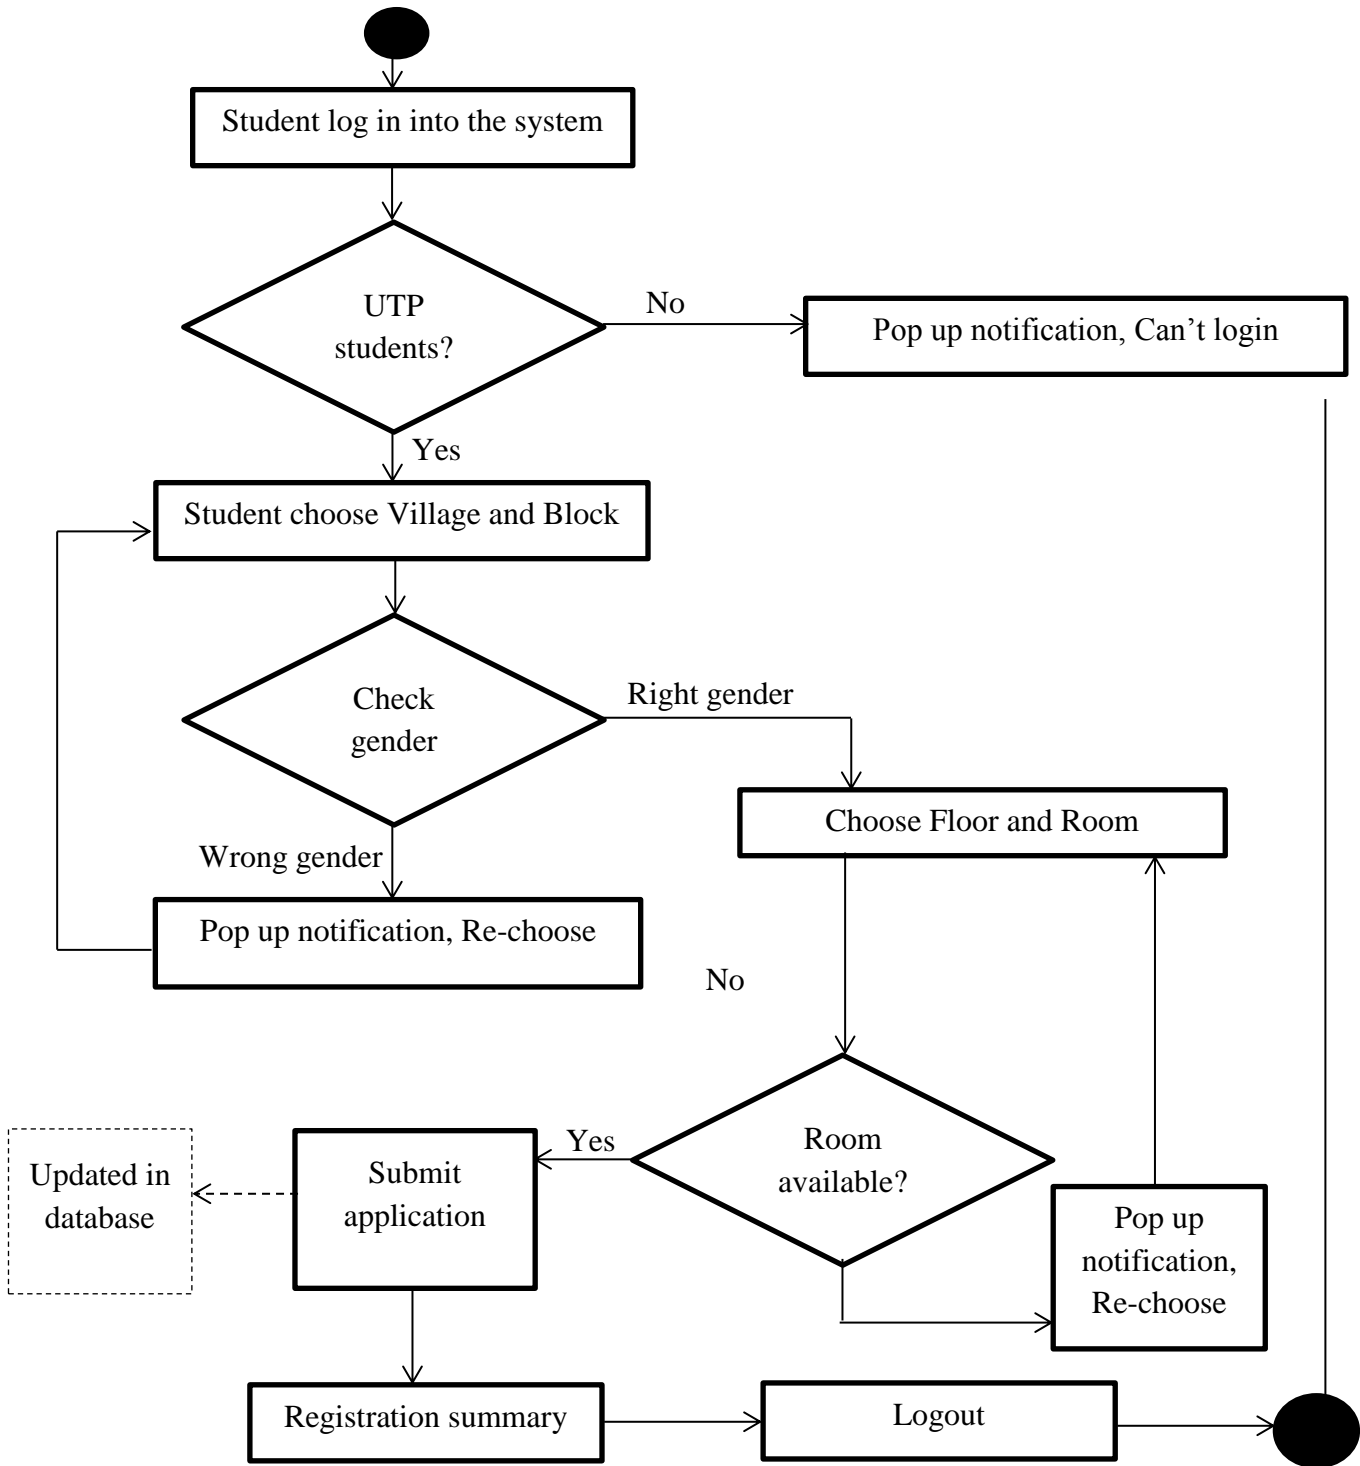 Student log in into the system
UTP
students?
No
Pop up notification, Can’t login
Yes
Student choose Village and Block
Check
gender
Right gender
Wrong gender
Choose Floor and Room
Pop up notification, Re-choose
No
Room
available?
Yes
Submit
application
Updated in
database
Pop up
notification,
Re-choose
Registration summary
Logout